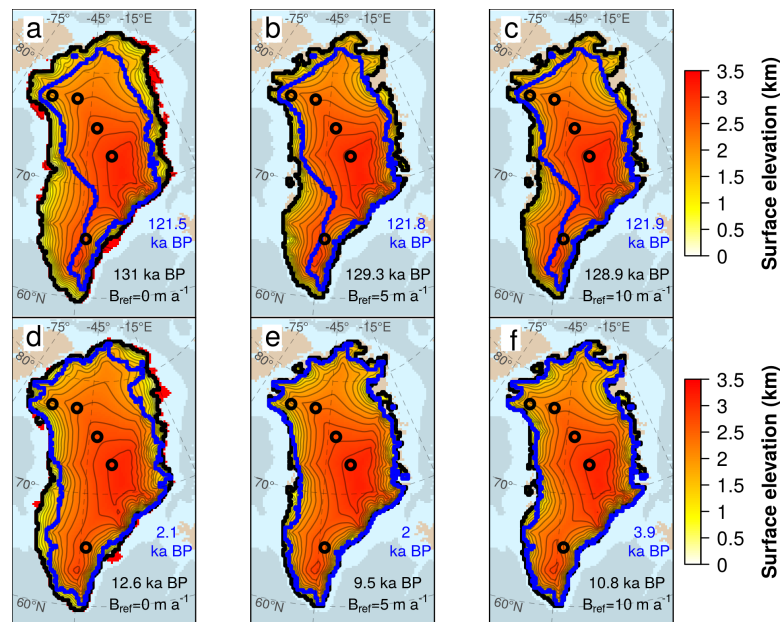 -75° -45° -15°E
a
80°
70°
60°N
121.5
ka BP
131 ka BP
B_ref=0 m a⁻¹
-75° -45° -15°E
b
121.8
ka BP
129.3 ka BP
B_ref=5 m a⁻¹
-75° -45° -15°E
c
121.9
ka BP
128.9 ka BP
B_ref=10 m a⁻¹
3.5
3
2.5
2
1.5
1
0.5
0
Surface elevation (km)
-75° -45° -15°E
d
80°
70°
60°N
2.1
ka BP
12.6 ka BP
B_ref=0 m a⁻¹
-75° -45° -15°E
e
80°
70°
60°N
2
ka BP
9.5 ka BP
B_ref=5 m a⁻¹
-75° -45° -15°E
f
80°
70°
60°N
3.9
ka BP
10.8 ka BP
B_ref=10 m a⁻¹
3.5
3
2.5
2
1.5
1
0.5
0
Surface elevation (km)
80°
70°
60°N
80°
70°
60°N